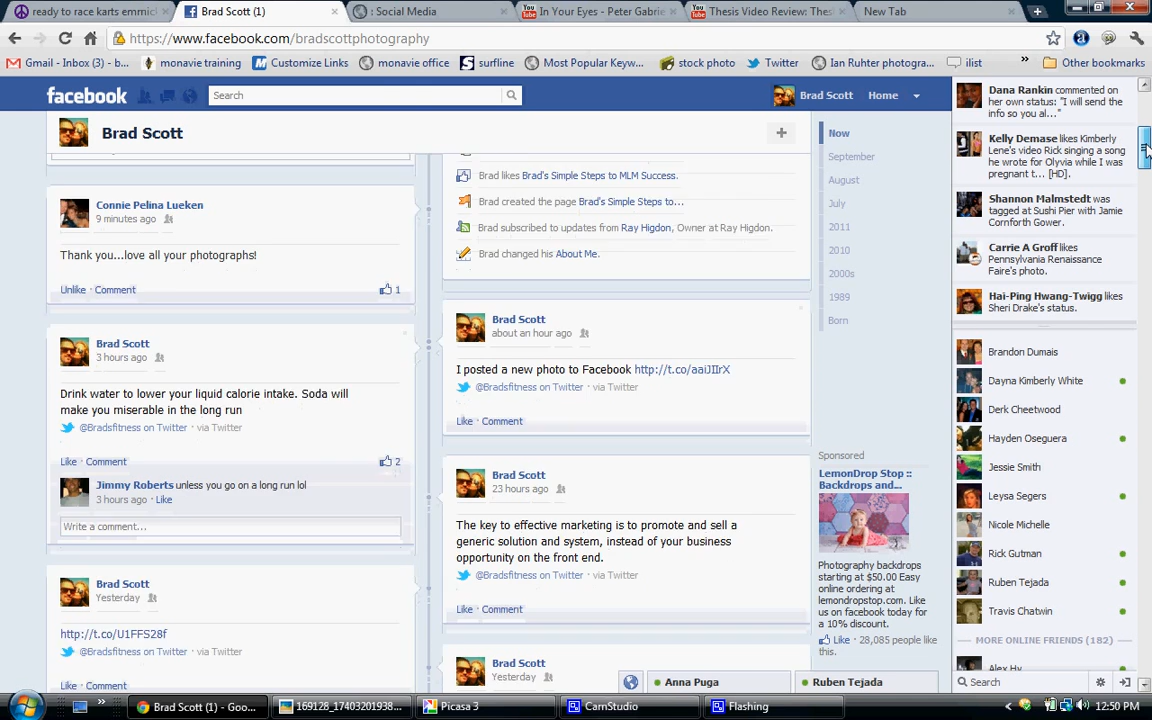 ready to race karts emmici
Brad Scott (1)
: Social Media
In Your Eyes - Peter Gabrie
Thesis Video Review: Thes
New Tab
https://www.facebook.com/bradscottphotography
Gmail - Inbox (3) - b...
monavie training
Customize Links
monavie office
surfline
Most Popular Keyw...
stock photo
Twitter
Ian Ruhter photogra...
ilist
Other bookmarks
facebook
Search
Brad Scott
Home
Brad Scott
Now
September
August
July
2011
2010
2000s
1989
Born
Connie Pelina Lueken
9 minutes ago
Thank you...love all your photographs!
Unlike · Comment
1
Brad Scott
3 hours ago
Drink water to lower your liquid calorie intake. Soda will
make you miserable in the long run
@Bradsfitness on Twitter · via Twitter
Like · Comment
2
Jimmy Roberts unless you go on a long run lol
3 hours ago · Like
Write a comment...
Brad Scott
Yesterday
http://t.co/U1FFS28f
@Bradsfitness on Twitter · via Twitter
Like · Comment
Brad likes Brad's Simple Steps to MLM Success.
Brad created the page Brad's Simple Steps to...
Brad subscribed to updates from Ray Higdon, Owner at Ray Higdon.
Brad changed his About Me.
Brad Scott
about an hour ago
I posted a new photo to Facebook http://t.co/aaiJIIrX
@Bradsfitness on Twitter · via Twitter
Like · Comment
Brad Scott
23 hours ago
The key to effective marketing is to promote and sell a
generic solution and system, instead of your business
opportunity on the front end.
@Bradsfitness on Twitter · via Twitter
Like · Comment
Brad Scott
Yesterday
Sponsored
LemonDrop Stop ::
Backdrops and...
Photography backdrops
starting at $50.00 Easy
online ordering at
lemondropstop.com. Like
us on facebook today for
a 10% discount.
Like · 28,085 people like
this.
Dana Rankin commented on
her own status: "I will send the
info so you al..."
Kelly Demase likes Kimberly
Lene's video Rick singing a song
he wrote for Olyvia while I was
pregnant t... [HD].
Shannon Malmstedt was
tagged at Sushi Pier with Jamie
Cornforth Gower.
Carrie A Groff likes
Pennsylvania Renaissance
Faire's photo.
Hai-Ping Hwang-Twigg likes
Sheri Drake's status.
Brandon Dumais
Dayna Kimberly White
Derk Cheetwood
Hayden Oseguera
Jessie Smith
Leysa Segers
Nicole Michelle
Rick Gutman
Ruben Tejada
Travis Chatwin
MORE ONLINE FRIENDS (182)
Alex Hy
Search
Anna Puga
Ruben Tejada
Brad Scott (1) - Goo...
169128_17403201938...
Picasa 3
CamStudio
Flashing
12:50 PM